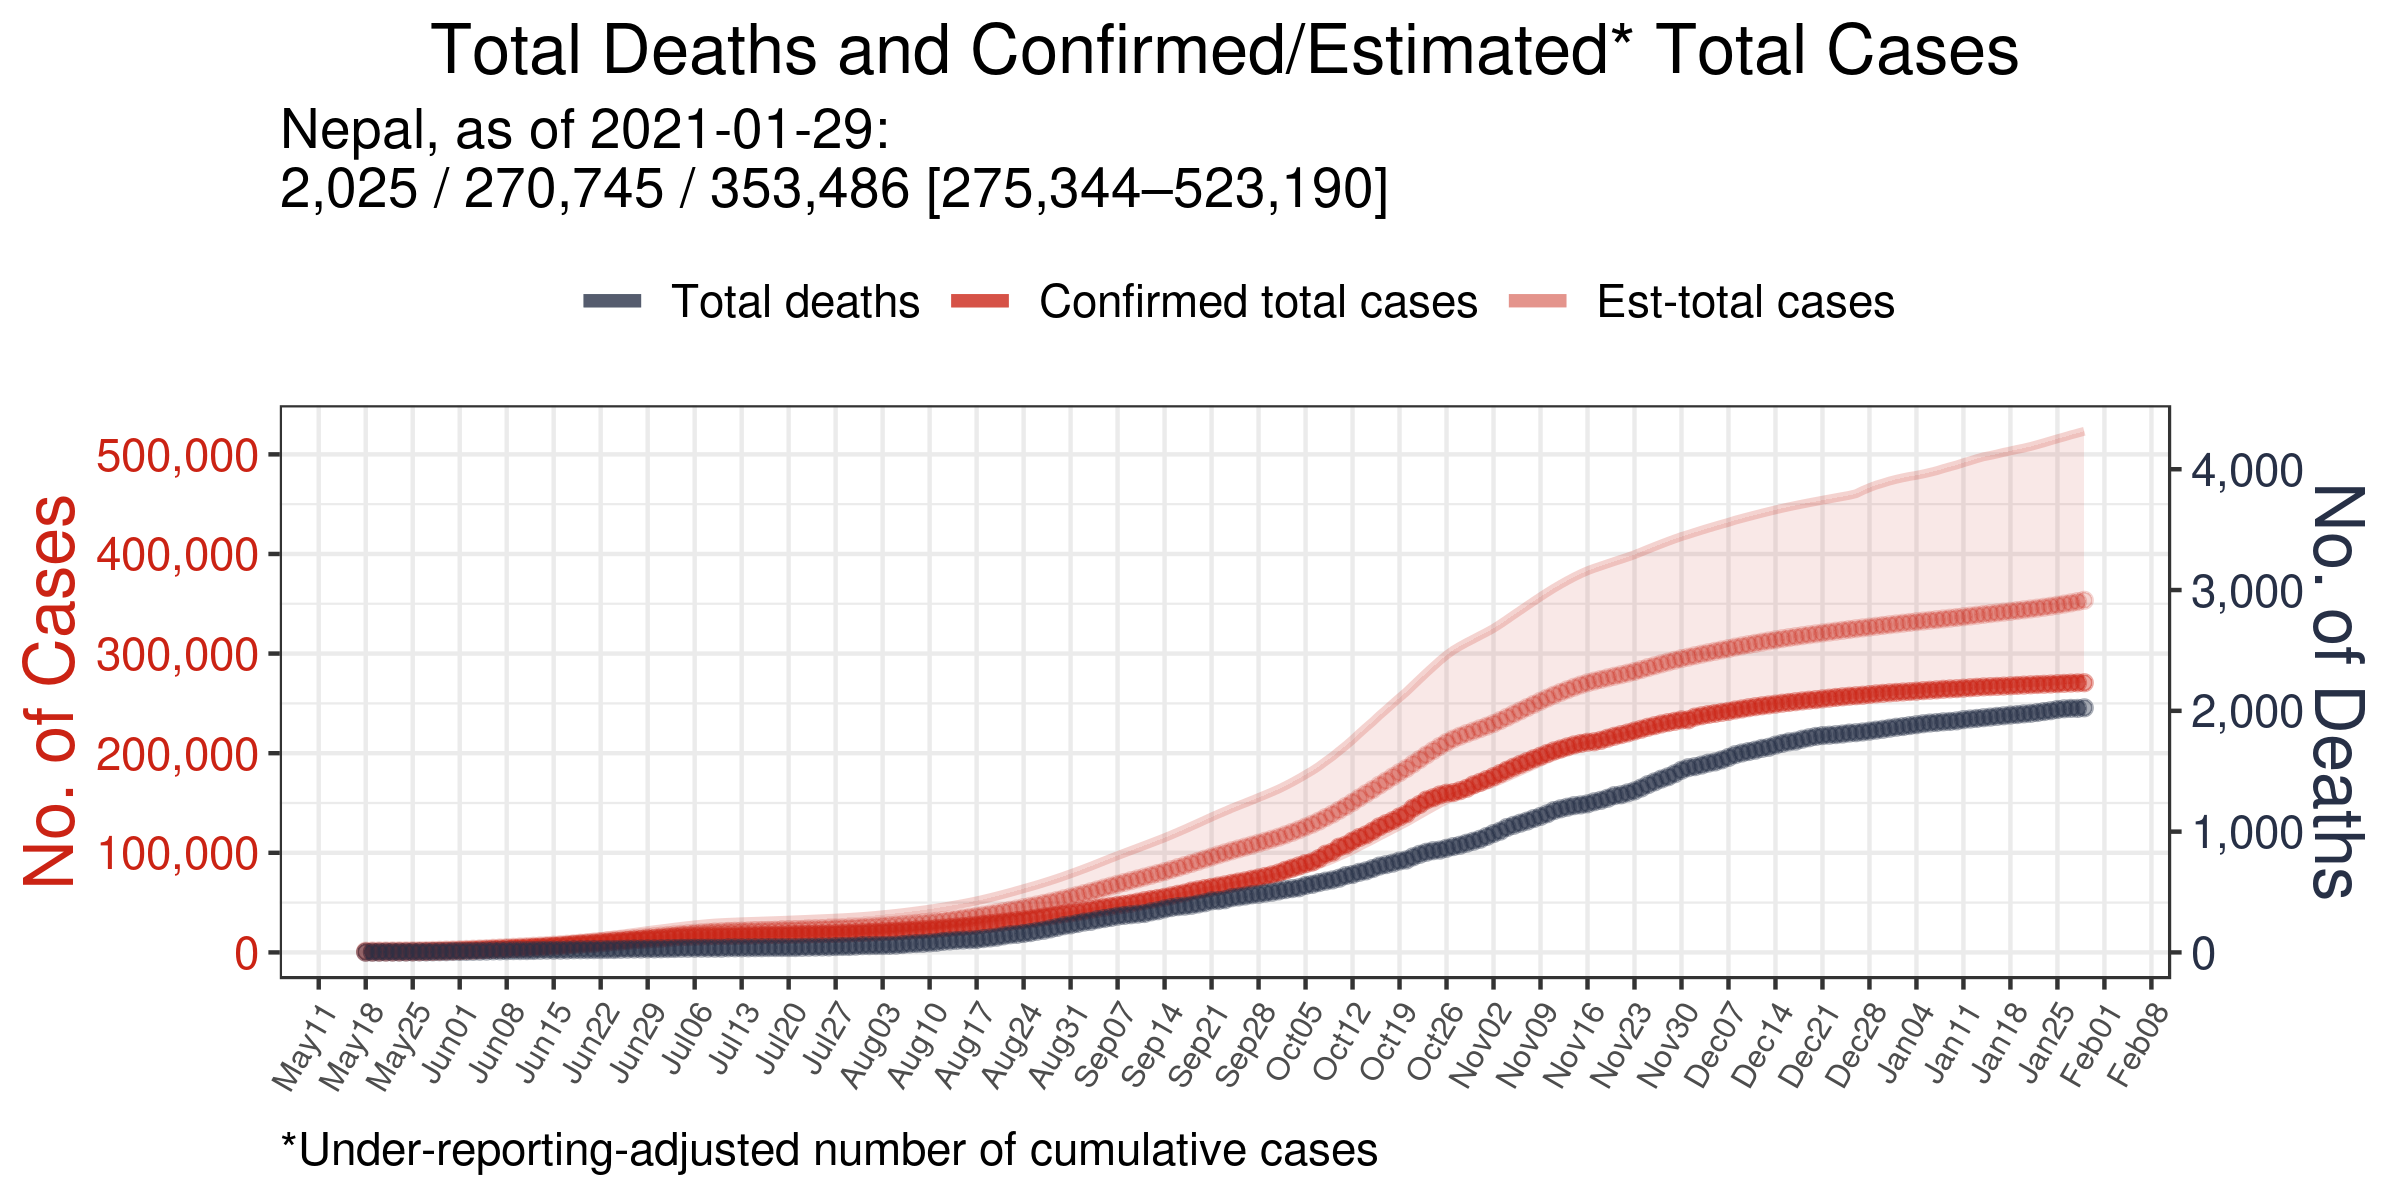 Total Deaths and Confirmed/Estimated* Total Cases
Nepal, as of 2021-01-29:
2,025 / 270,745 / 353,486 [275,344–523,190]
Total deaths
Confirmed total cases
Est-total cases
No. of Cases
500,000
400,000
300,000
200,000
100,000
0
4,000
3,000
2,000
1,000
0
No. of Deaths
May11
May18
May25
Jun01
Jun08
Jun15
Jun22
Jun29
Jul06
Jul13
Jul20
Jul27
Aug03
Aug10
Aug17
Aug24
Aug31
Sep07
Sep14
Sep21
Sep28
Oct05
Oct12
Oct19
Oct26
Nov02
Nov09
Nov16
Nov23
Nov30
Dec07
Dec14
Dec21
Dec28
Jan04
Jan11
Jan18
Jan25
Feb01
Feb08
*Under-reporting-adjusted number of cumulative cases